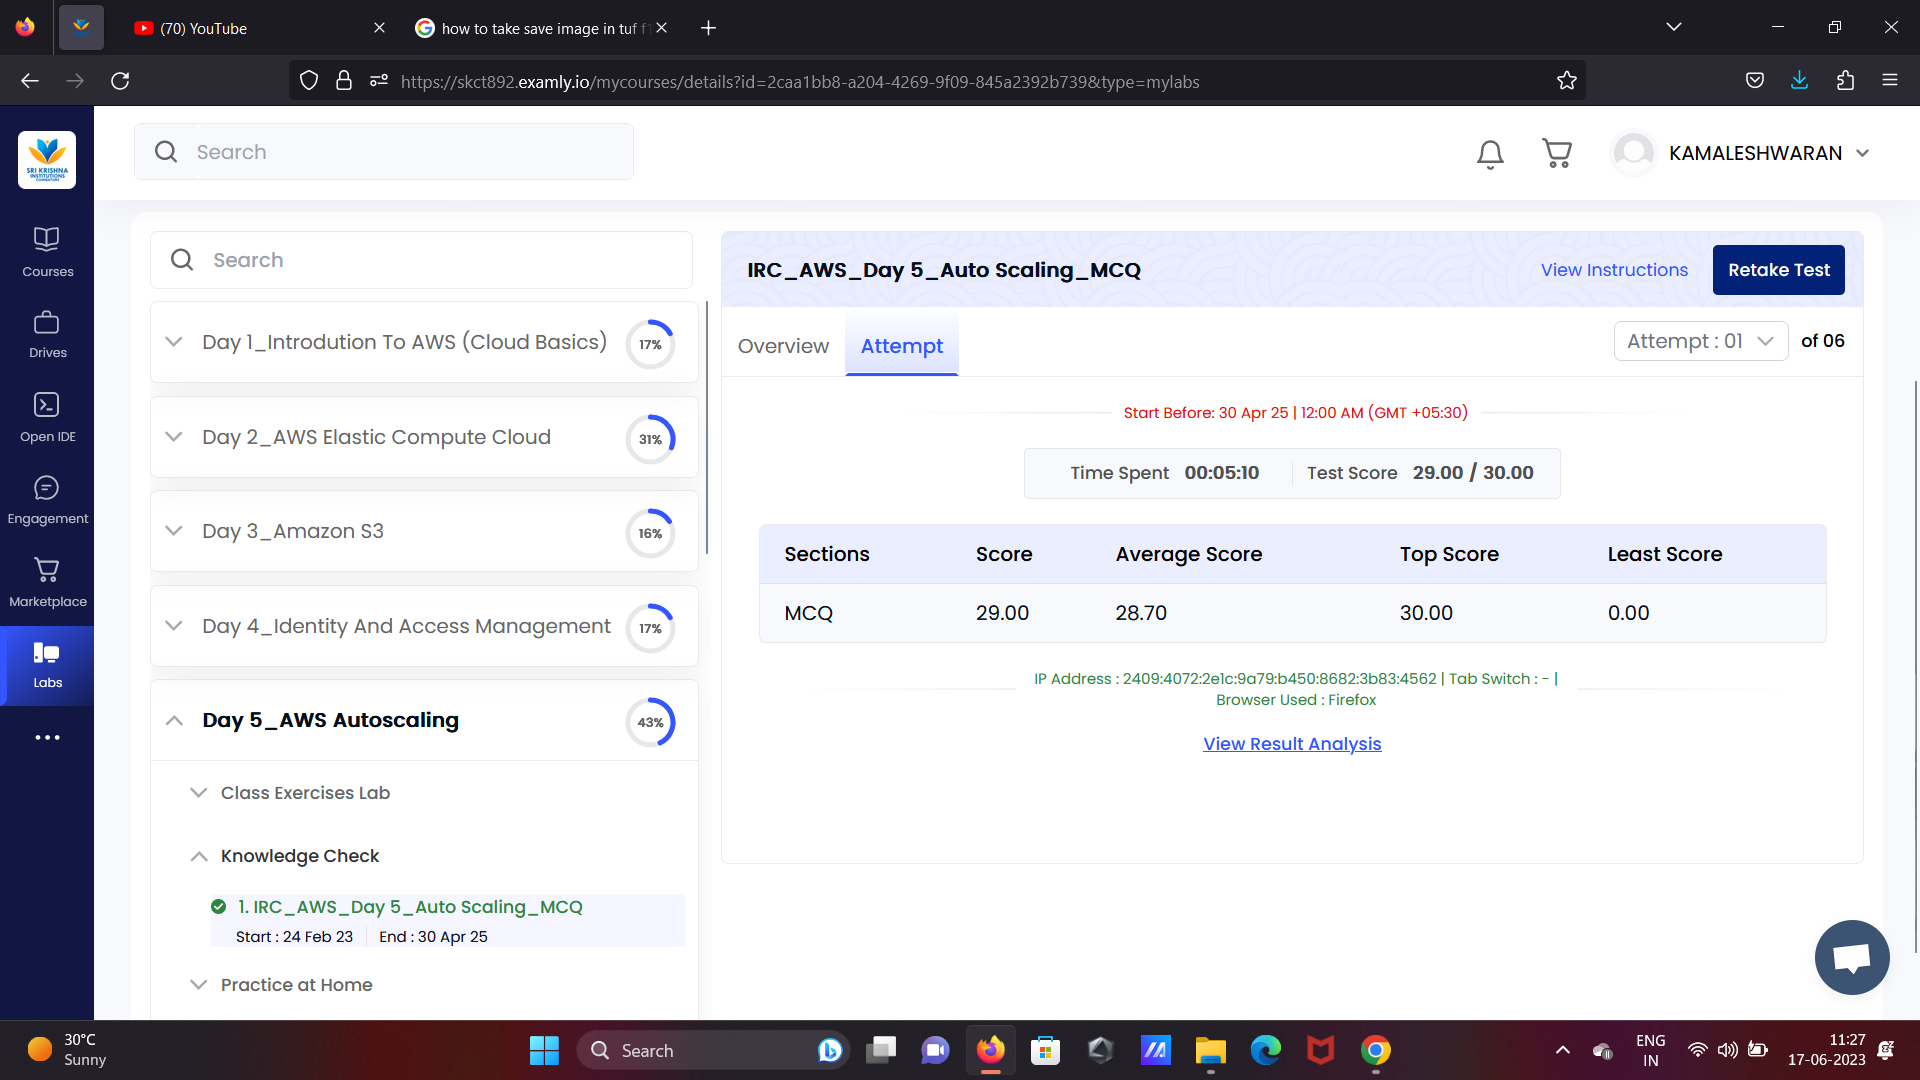 (70) YouTube
how to take save image in tuf f1
https://skct892.examly.io/mycourses/details?id=2caa1bb8-a204-4269-9f09-845a2392b739&type=mylabs
SRI KRISHNA
INSTITUTIONS
Search
KAMALESHWARAN
Courses
Drives
Open IDE
Engagement
Marketplace
Labs
Search
Day 1_Introdution To AWS (Cloud Basics)
17%
Day 2_AWS Elastic Compute Cloud
31%
Day 3_Amazon S3
16%
Day 4_Identity And Access Management
17%
Day 5_AWS Autoscaling
43%
Class Exercises Lab
Knowledge Check
1. IRC_AWS_Day 5_Auto Scaling_MCQ
Start : 24 Feb 23 End : 30 Apr 25
Practice at Home
IRC_AWS_Day 5_Auto Scaling_MCQ
View Instructions
Retake Test
Overview
Attempt
Attempt : 01
of 06
Start Before: 30 Apr 25 | 12:00 AM (GMT +05:30)
Time Spent 00:05:10 Test Score 29.00 / 30.00
Sections Score Average Score Top Score Least Score
MCQ 29.00 28.70 30.00 0.00
IP Address : 2409:4072:2e1c:9a79:b450:8682:3b83:4562 | Tab Switch : - |
Browser Used : Firefox
View Result Analysis
30°C
Sunny
Search
ENG
IN
11:27
17-06-2023